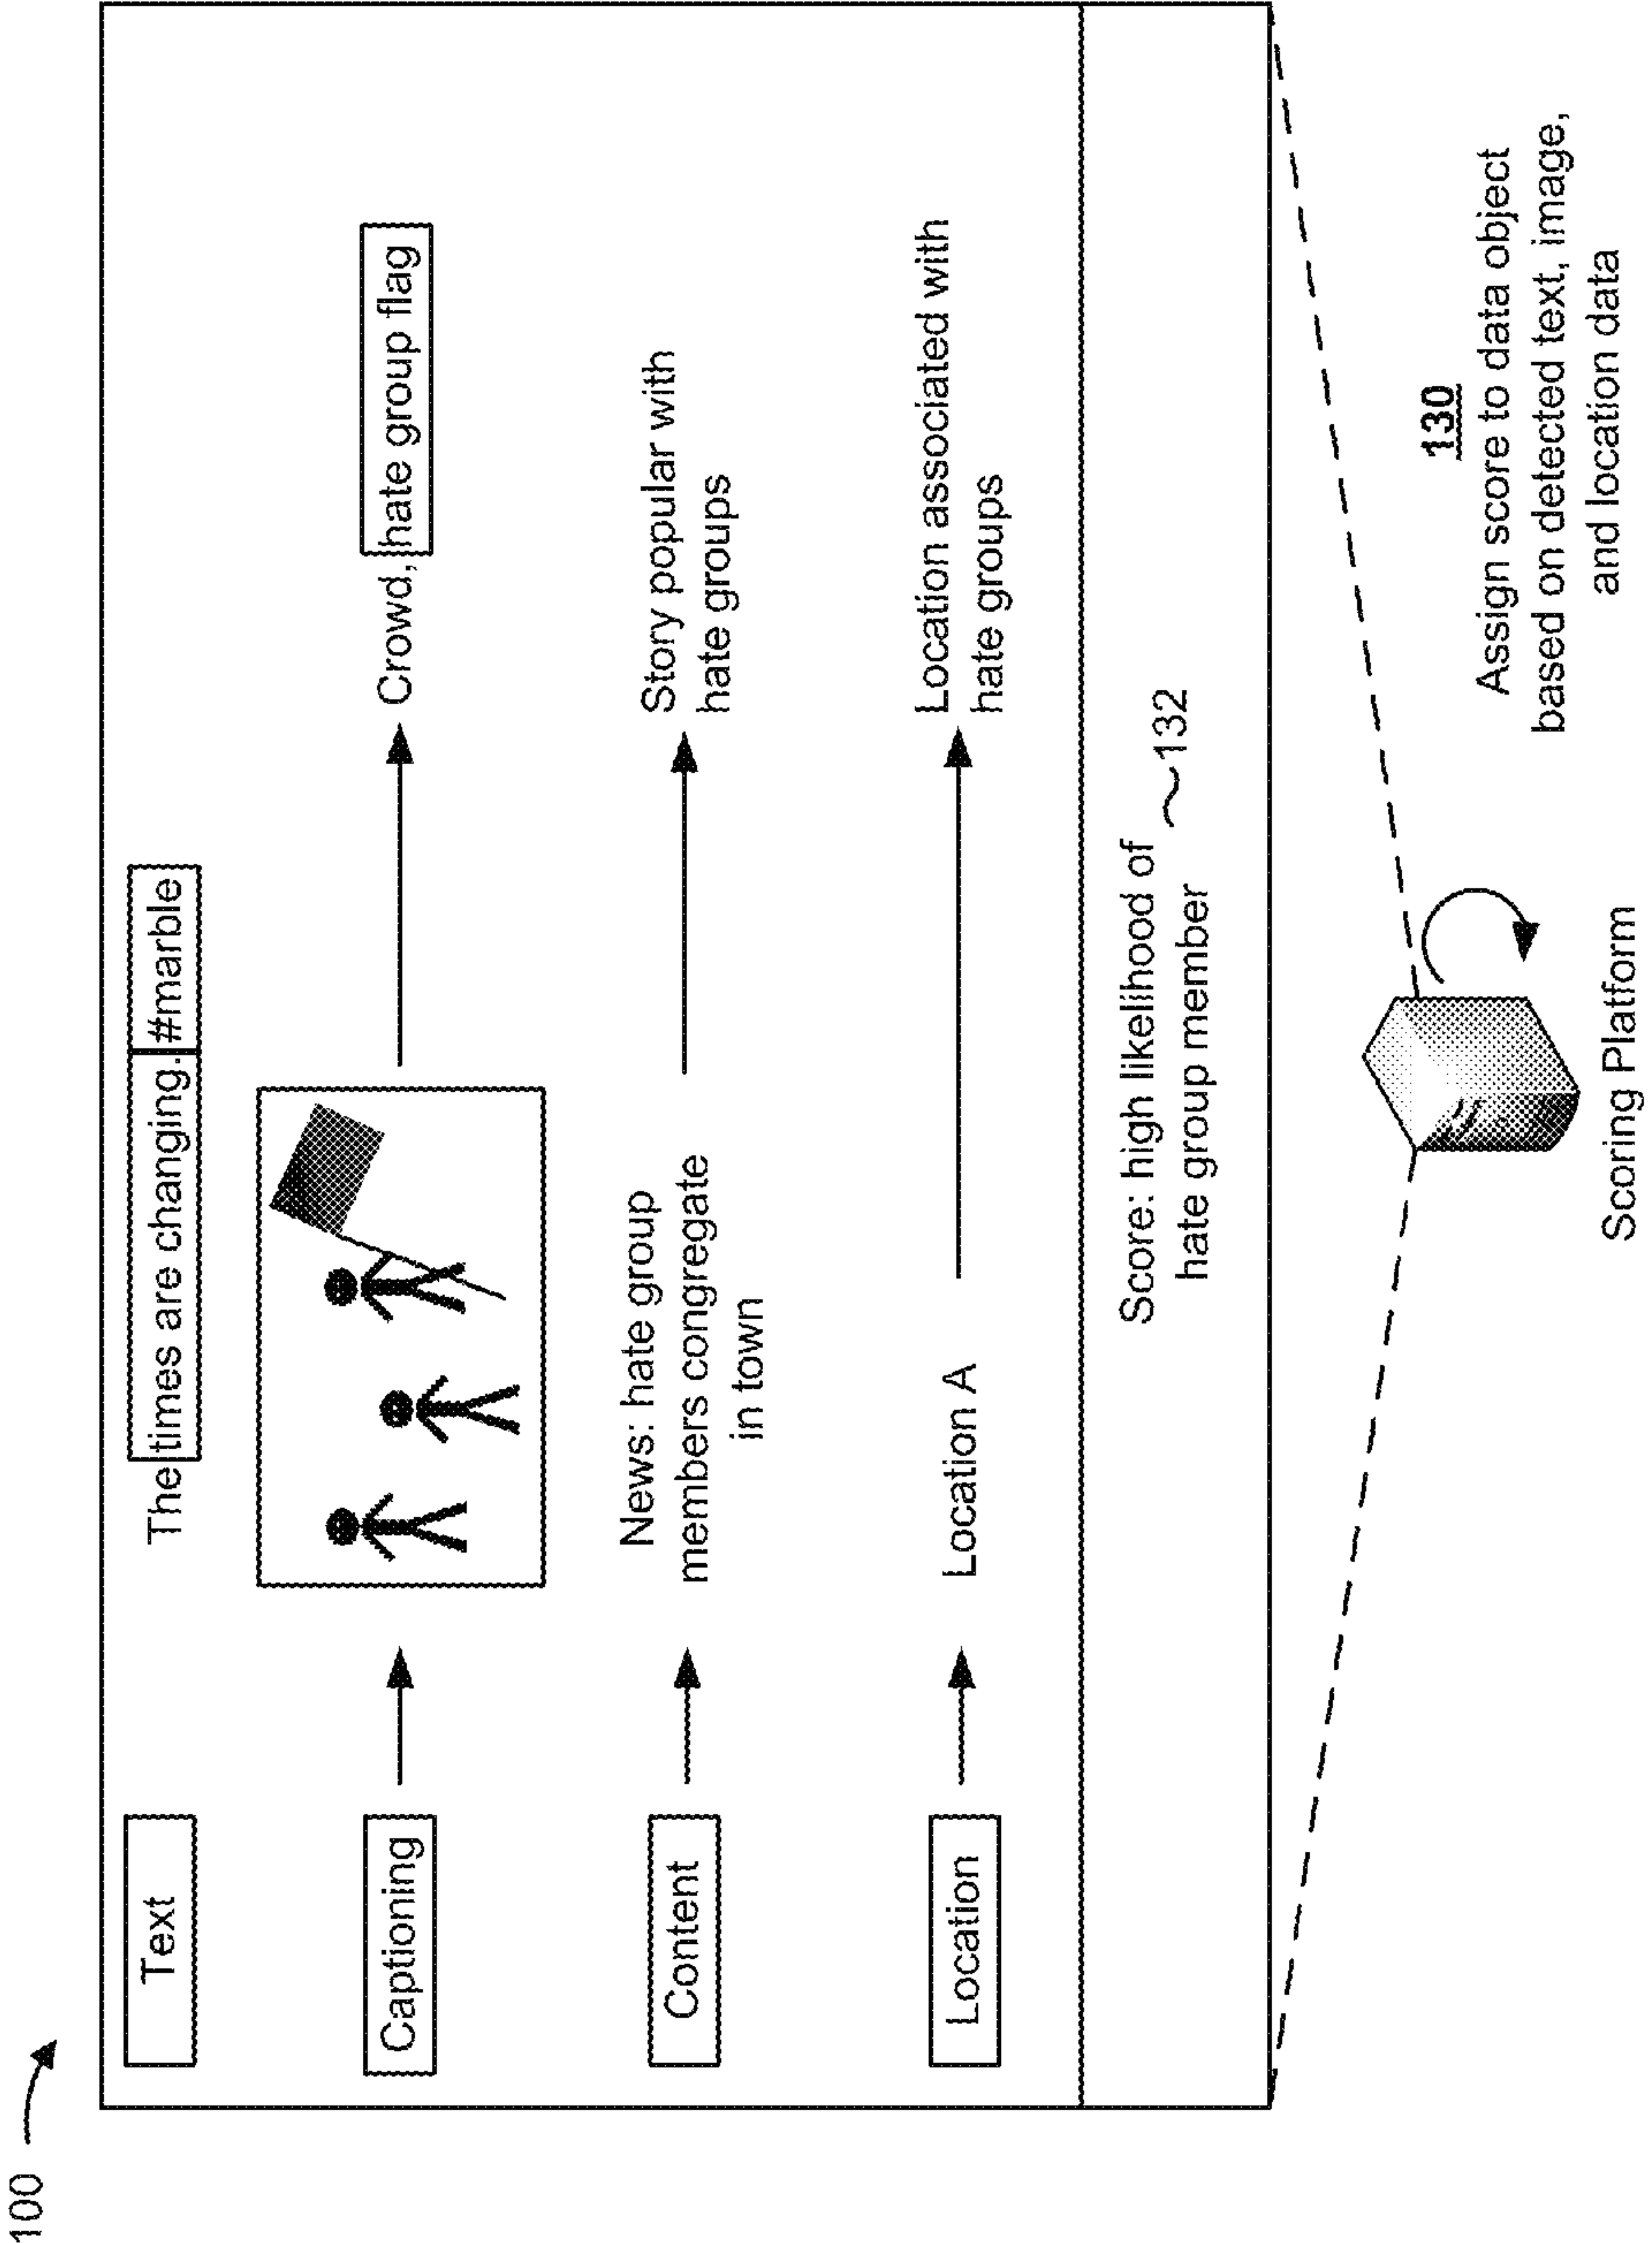 100
Text
The times are changing. #marble
Captioning
Crowd, hate group flag
Content
News: hate group
members congregate
in town
Story popular with
hate groups
Location
Location A
Location associated with
hate groups
Score: high likelihood of
hate group member
132
130
Assign score to data object
based on detected text, image,
and location data
Scoring Platform